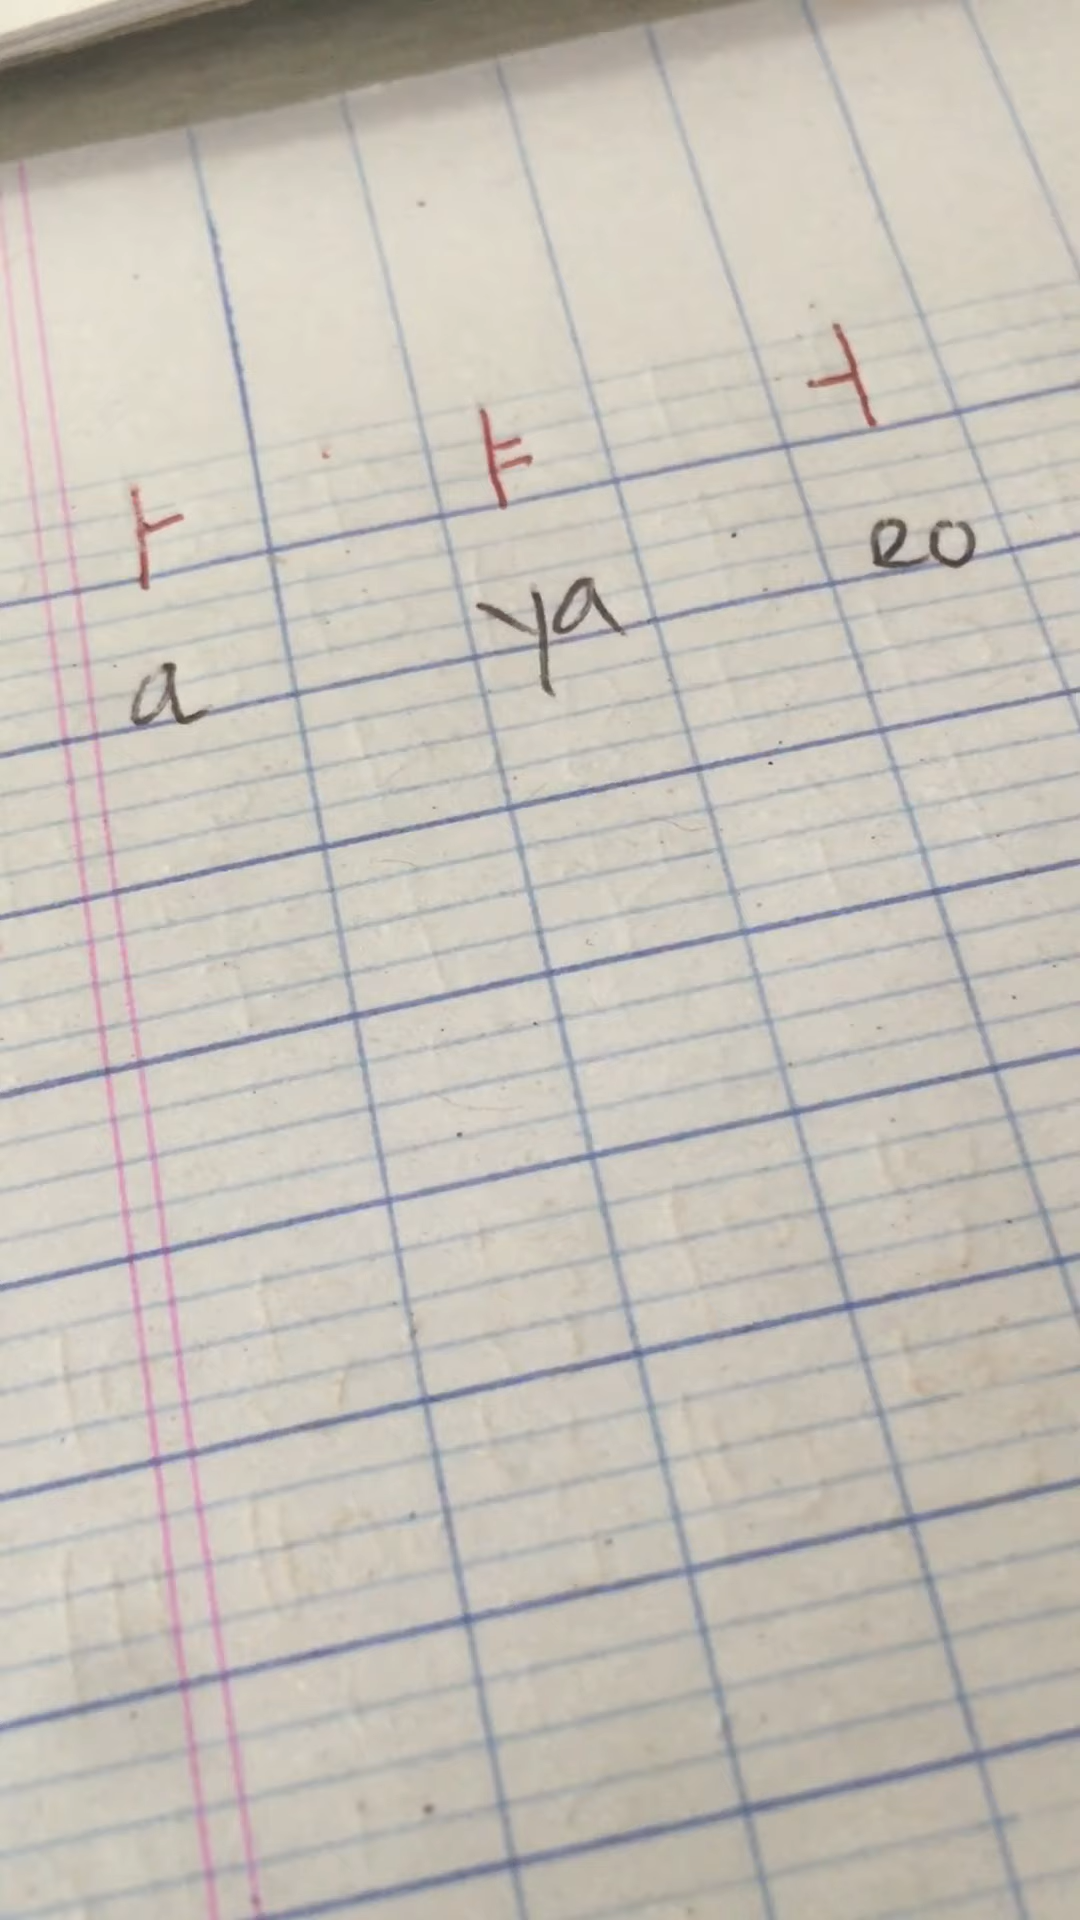 ㅏ ㅑ ㅓ
a ya eo